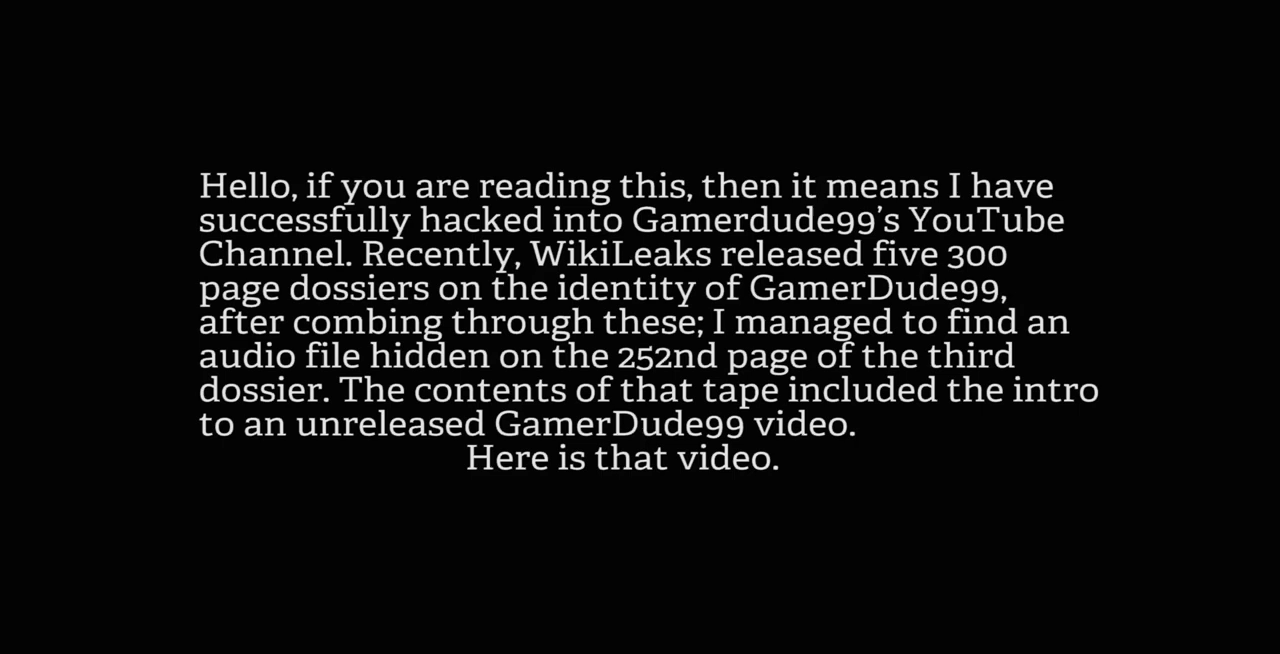 Hello, if you are reading this, then it means I have
successfully hacked into Gamerdude99’s YouTube
Channel. Recently, WikiLeaks released five 300
page dossiers on the identity of GamerDude99,
after combing through these; I managed to find an
audio file hidden on the 252nd page of the third
dossier. The contents of that tape included the intro
to an unreleased GamerDude99 video.
Here is that video.